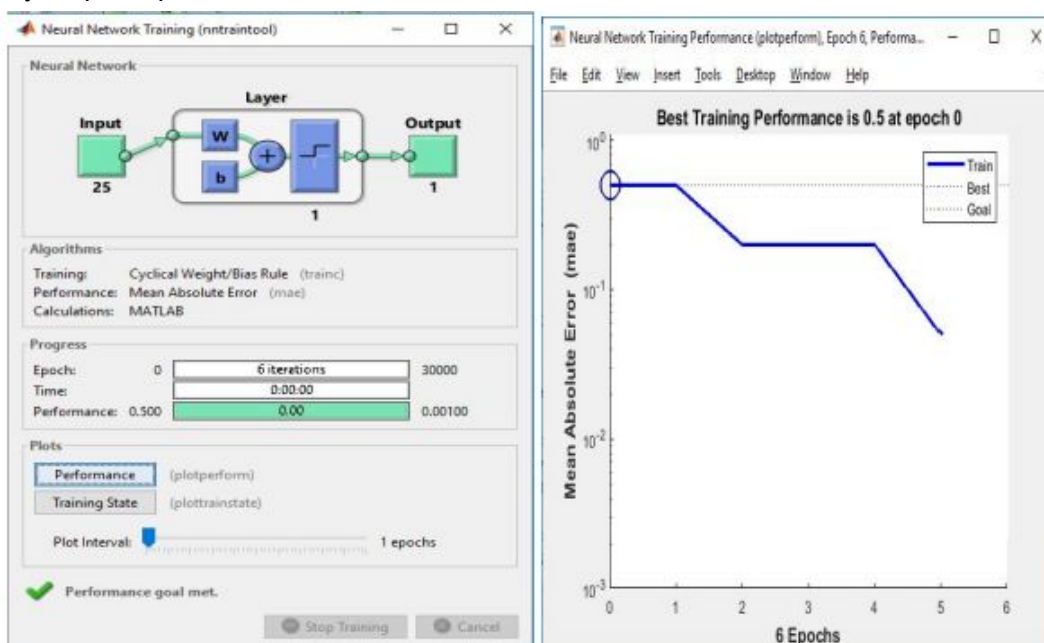 Neural Network Training (nntraintool)
Neural Network
Layer
Input
Output
W
b
+
25
1
1
Algorithms
Training: Cyclical Weight/Bias Rule (trainc)
Performance: Mean Absolute Error (mae)
Calculations: MATLAB
Progress
Epoch: 0 6 iterations 30000
Time: 0:00:00
Performance: 0.500 0.00 0.00100
Plots
Performance (plotperform)
Training State (plottrainstate)
Plot Interval: 1 epochs
Performance goal met.
Stop Training Cancel
Neural Network Training Performance (plotperform), Epoch 6, Performa...
File Edit View Insert Tools Desktop Window Help
Best Training Performance is 0.5 at epoch 0
Train
Best
Goal
Mean Absolute Error (mae)
10^0
10^-1
10^-2
10^-3
0 1 2 3 4 5 6
6 Epochs